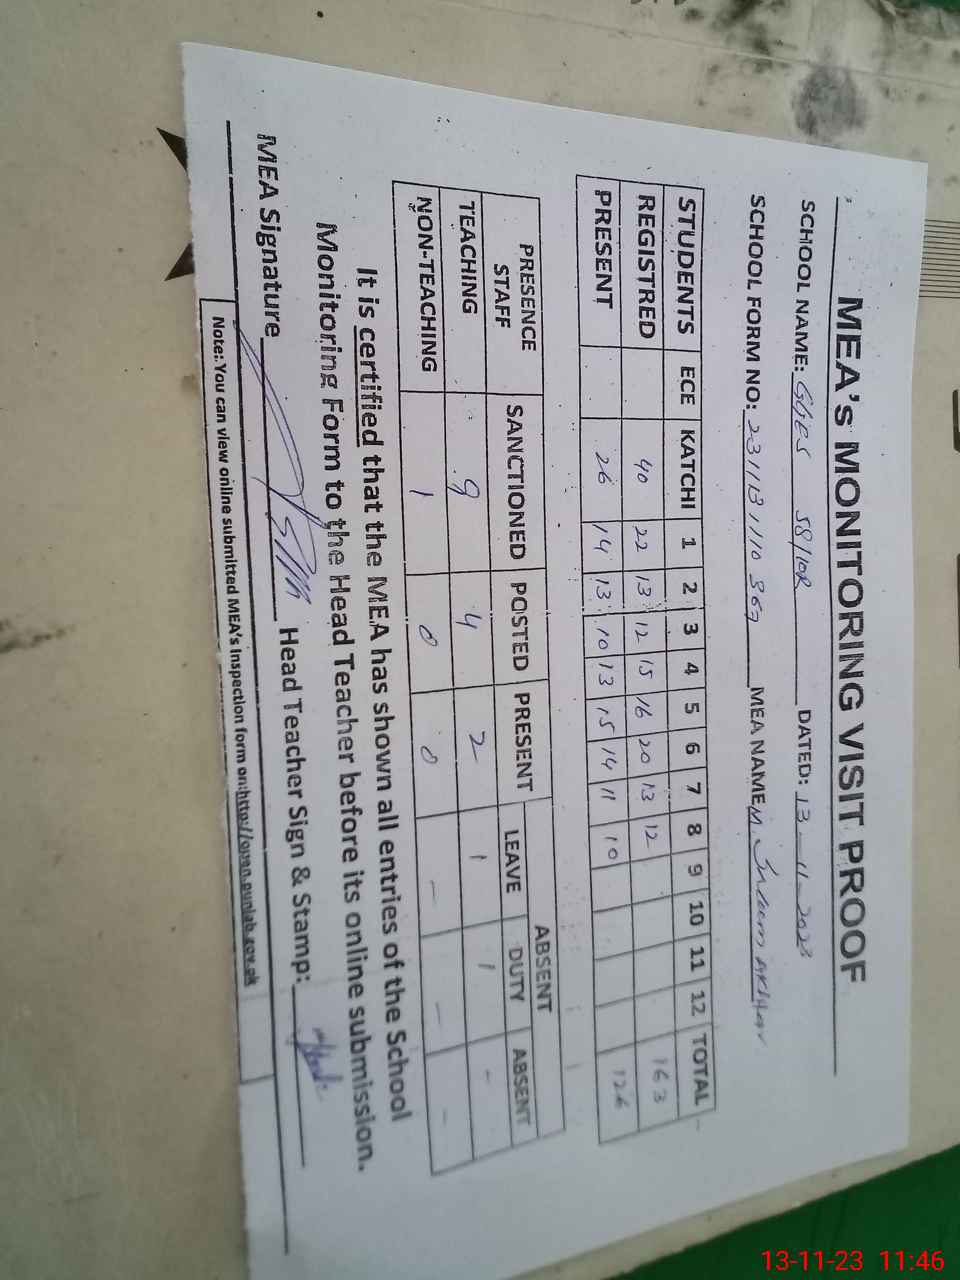 MEA's MONITORING VISIT PROOF
SCHOOL NAME: GGES 58/10R DATED: 13-11-2023
SCHOOL FORM NO: MEA NAME M. AKHtar
STUDENTS ECE KATCHI 1 2 3 4 5 6 7 8 9 10 11 12 TOTAL
REGISTRED 40 22 13 12 15 16 20 13 12 163
PRESENT 26 14 13 10 13 15 14 11 10 126
PRESENCE STAFF SANCTIONED POSTED PRESENT ABSENT
LEAVE DUTY ABSENT
TEACHING 9 4 2 1 1 -
NON-TEACHING 1 0 0 - - -
It is certified that the MEA has shown all entries of the School
Monitoring Form to the Head Teacher before its online submission.
MEA Signature Head Teacher Sign & Stamp:
Note: You can view online submitted MEA's Inspection form on:http://open.punjab.gov.pk
13-11-23 11:46